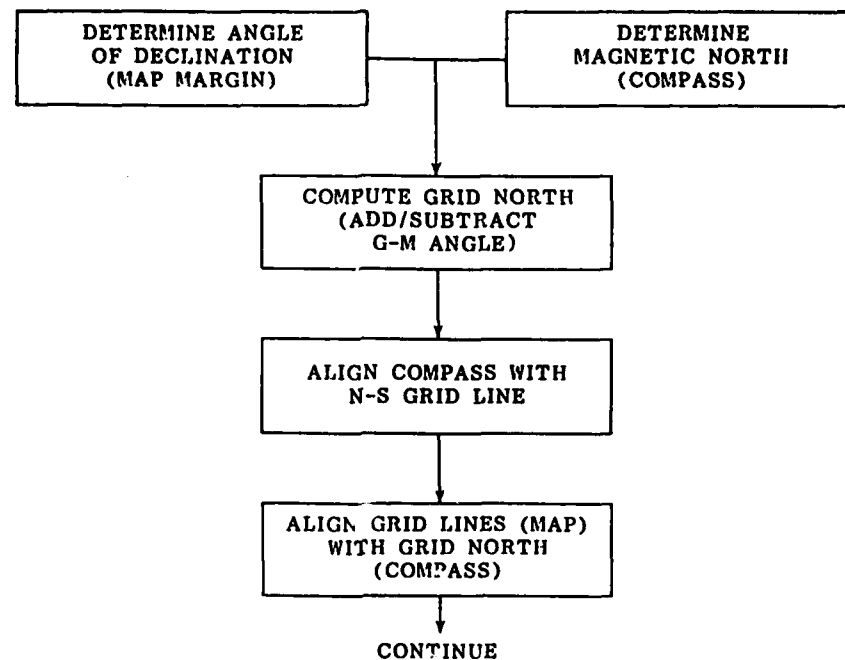 DETERMINE ANGLE
OF DECLINATION
(MAP MARGIN)
DETERMINE
MAGNETIC NORTH
(COMPASS)
COMPUTE GRID NORTH
(ADD/SUBTRACT
G-M ANGLE)
ALIGN COMPASS WITH
N-S GRID LINE
ALIGN GRID LINES (MAP)
WITH GRID NORTH
(COMPASS)
CONTINUE